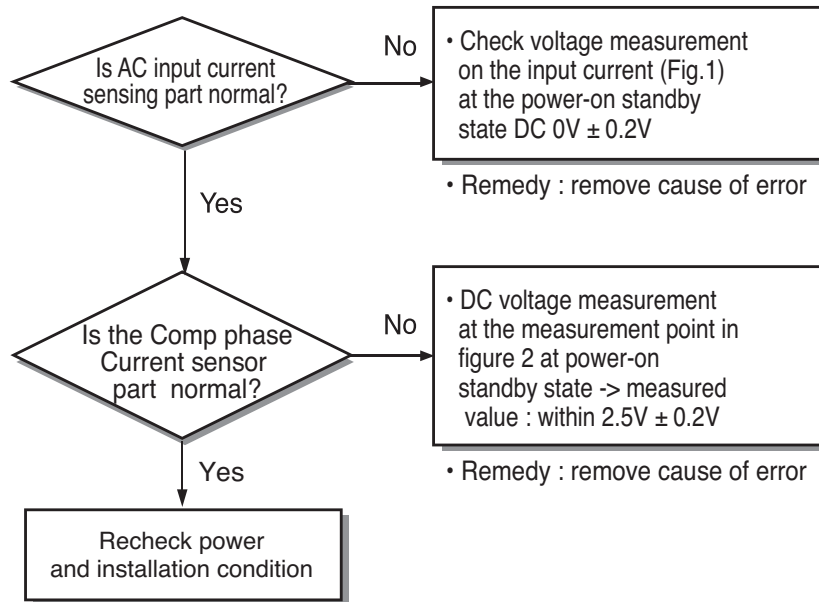 Is AC input current
sensing part normal?
No
• Check voltage measurement
on the input current (Fig.1)
at the power-on standby
state DC 0V ± 0.2V
• Remedy : remove cause of error
Yes
Is the Comp phase
Current sensor
part normal?
No
• DC voltage measurement
at the measurement point in
figure 2 at power-on
standby state -> measured
value : within 2.5V ± 0.2V
• Remedy : remove cause of error
Yes
Recheck power
and installation condition